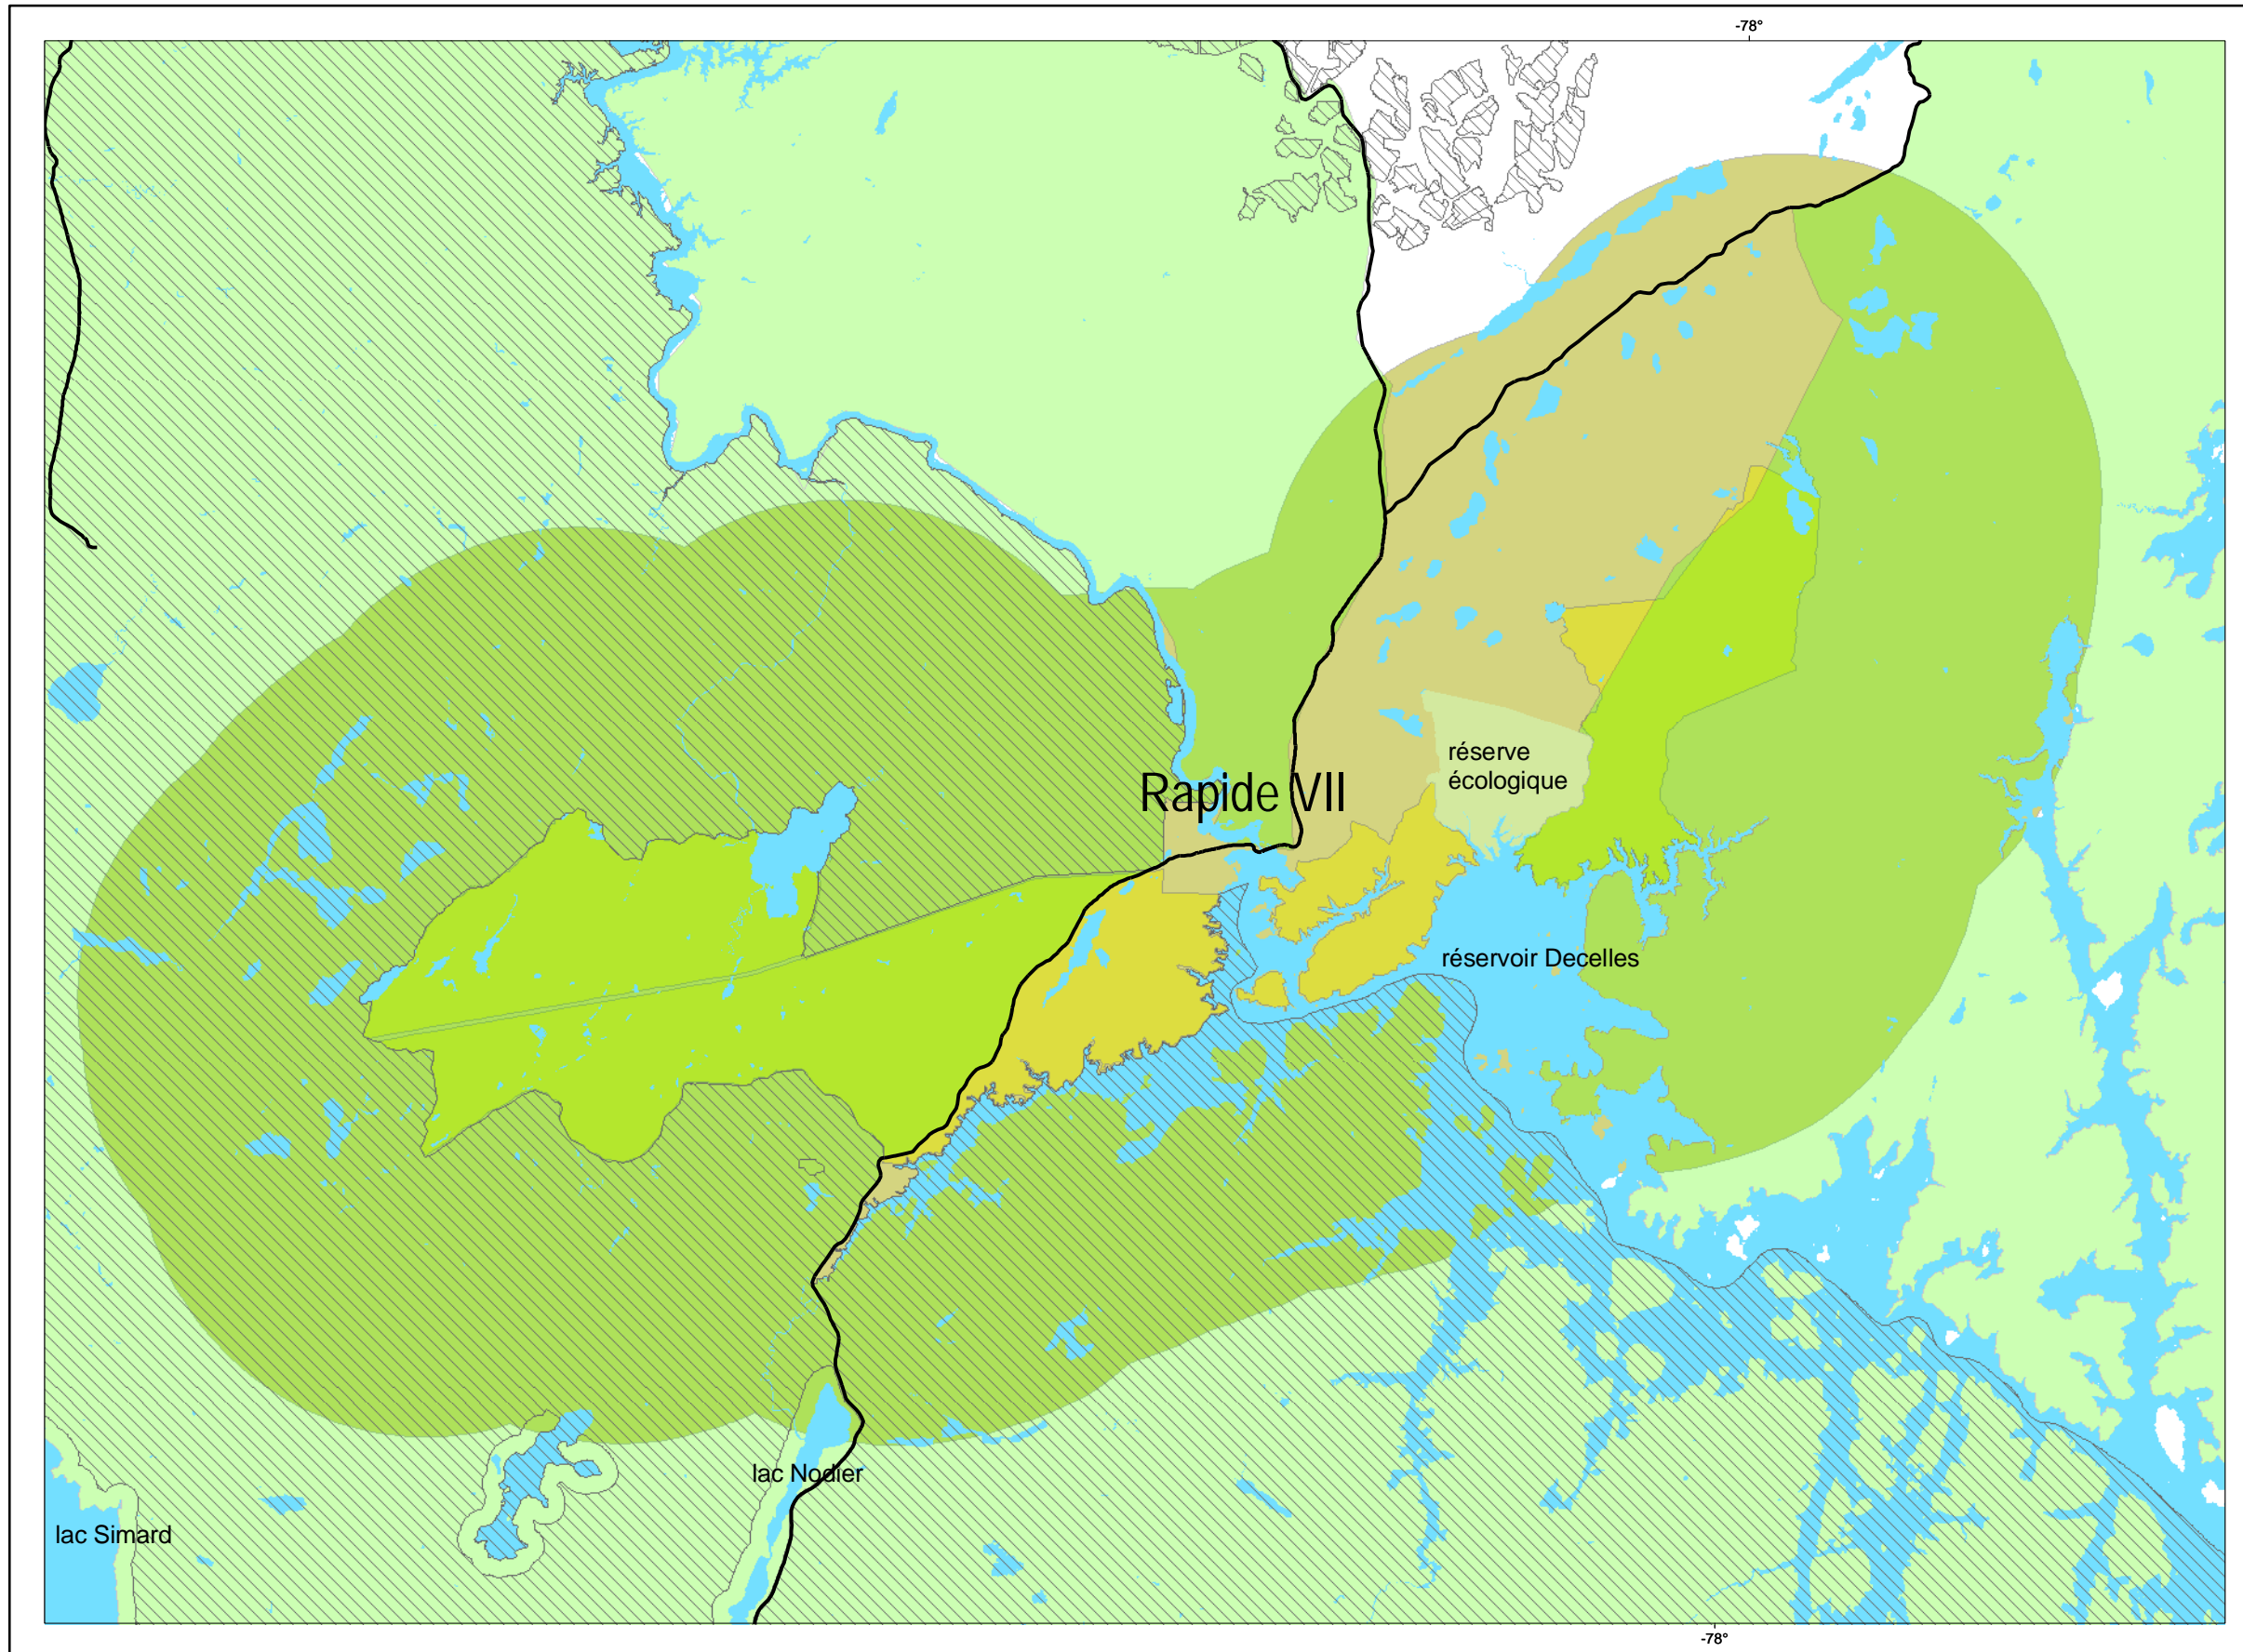 -78°
réserve
écologique
Rapide VII
réservoir Decelles
lac Nodier
lac Simard
-78°